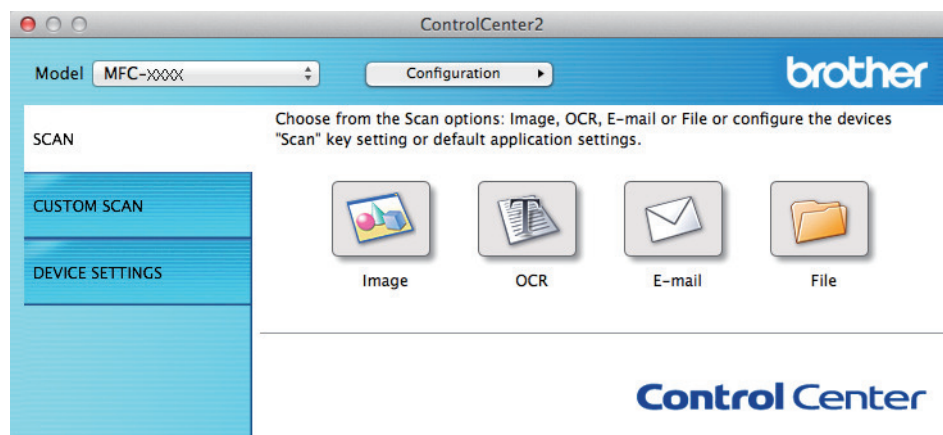 ControlCenter2
Model MFC-XXXX Configuration
brother
SCAN
Choose from the Scan options: Image, OCR, E-mail or File or configure the devices
"Scan" key setting or default application settings.
CUSTOM SCAN
DEVICE SETTINGS
Image OCR E-mail File
Control Center